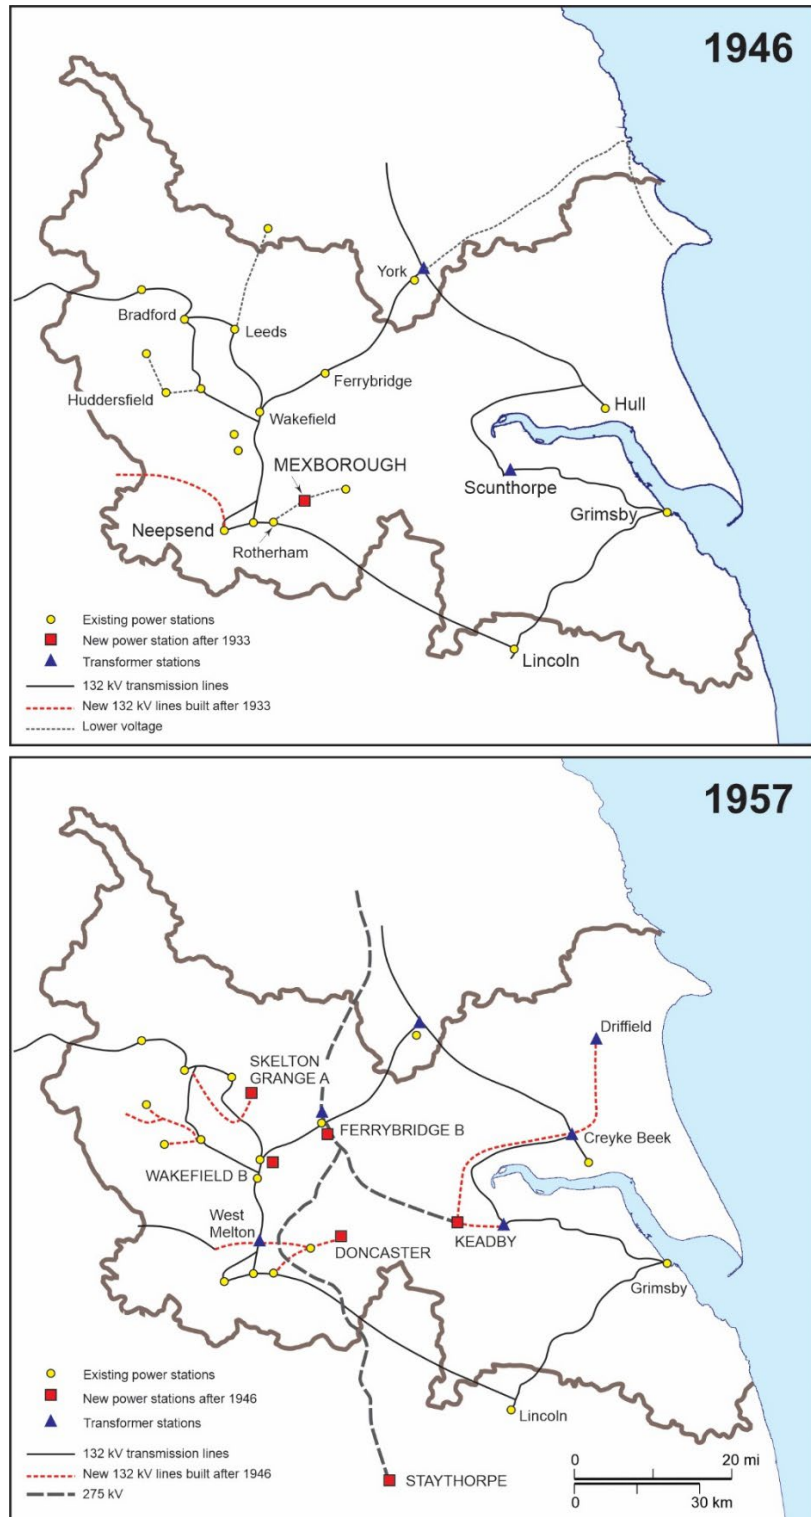 1946
York
Bradford
Leeds
Ferrybridge
Huddersfield
Wakefield
Hull
MEXBOROUGH
Scunthorpe
Neepsend
Grimsby
Rotherham
Existing power stations
New power station after 1933
Transformer stations
Lincoln
132 kV transmission lines
New 132 kV lines built after 1933
Lower voltage
1957
Driffield
SKELTON
GRANGE A
FERRYBRIDGE B
Creyke Beek
WAKEFIELD B
West
Melton
KEADBY
DONCASTER
Grimsby
Existing power stations
New power stations after 1946
Transformer stations
Lincoln
132 kV transmission lines
New 132 kV lines built after 1946
275 kV
STAYTHORPE
0 20 mi
0 30 km